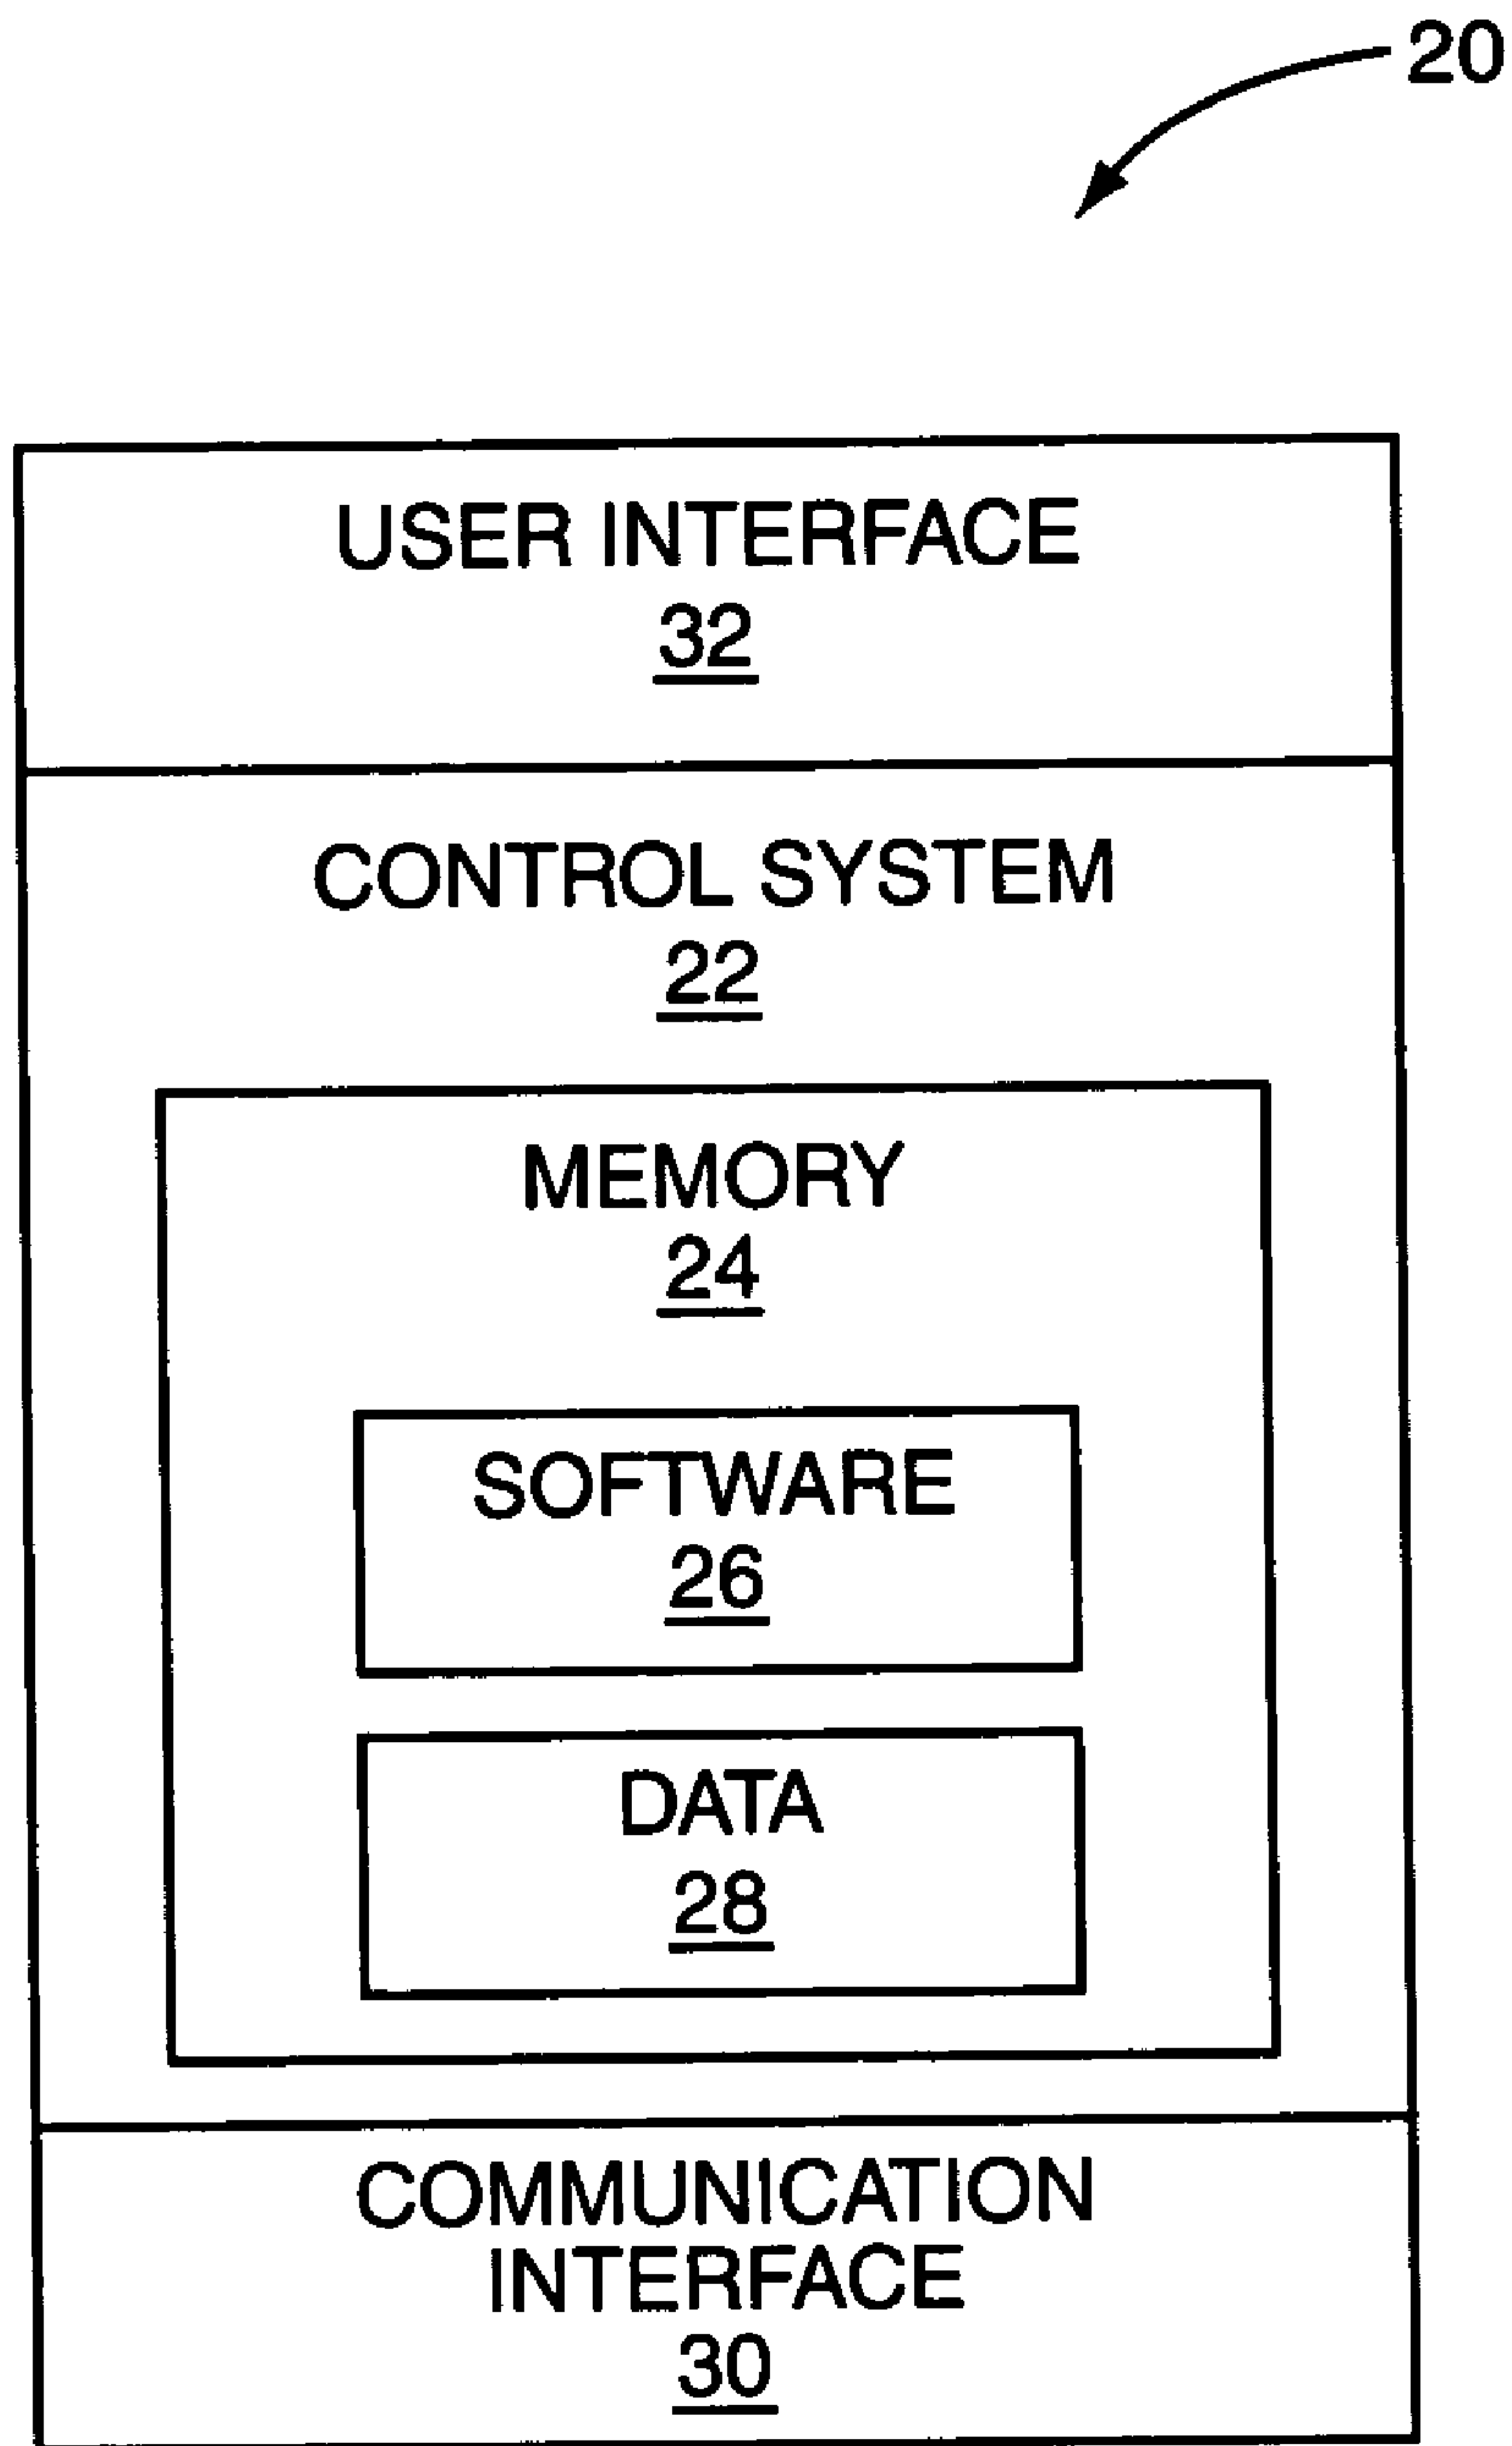 20
USER INTERFACE
32
CONTROL SYSTEM
22
MEMORY
24
SOFTWARE
26
DATA
28
COMMUNICATION
INTERFACE
30